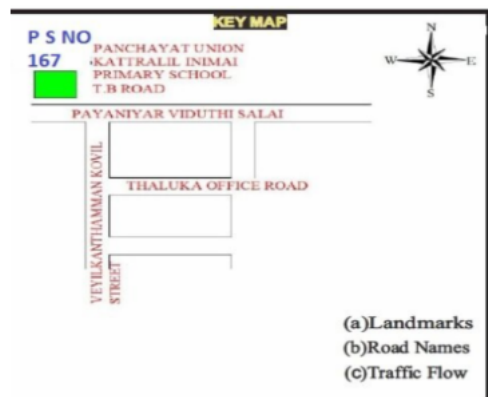 KEY MAP
P S NO
167
PANCHAYAT UNION
KATTRALIL INIMAI
PRIMARY SCHOOL
T.B ROAD
N
W
E
S
PAYANIYAR VIDUTHI SALAI
VEYILKANTHAMMAN KOVIL
STREET
THALUKA OFFICE ROAD
(a)Landmarks
(b)Road Names
(c)Traffic Flow